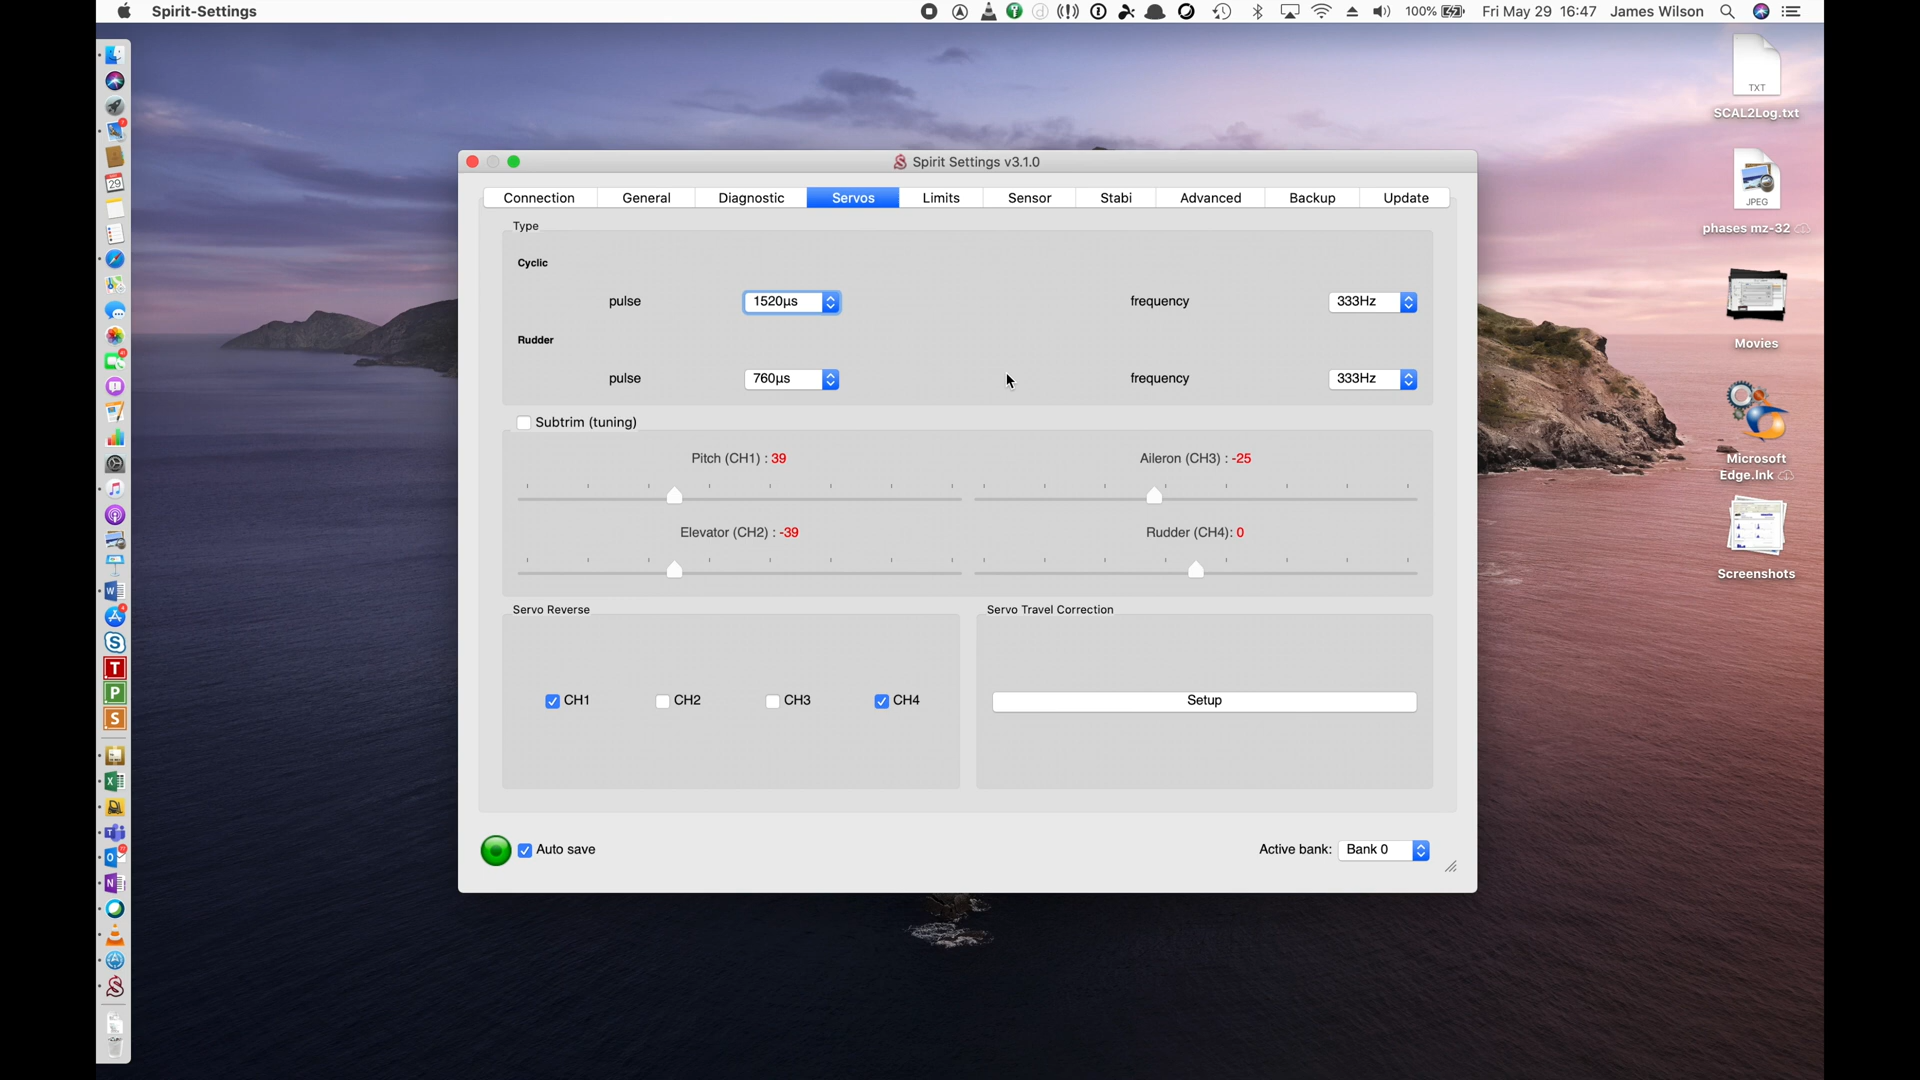 Spirit-Settings
100%
Fri May 29 16:47
James Wilson
TXT
SCAL2Log.txt
JPEG
phases mz-32
Movies
Microsoft
Edge.lnk
Screenshots
Spirit Settings v3.1.0
Connection General Diagnostic Servos Limits Sensor Stabi Advanced Backup Update
Type
Cyclic
pulse 1520µs frequency 333Hz
Rudder
pulse 760µs frequency 333Hz
Subtrim (tuning)
Pitch (CH1) : 39 Aileron (CH3) : -25
Elevator (CH2) : -39 Rudder (CH4): 0
Servo Reverse Servo Travel Correction
CH1 CH2 CH3 CH4 Setup
Auto save Active bank: Bank 0